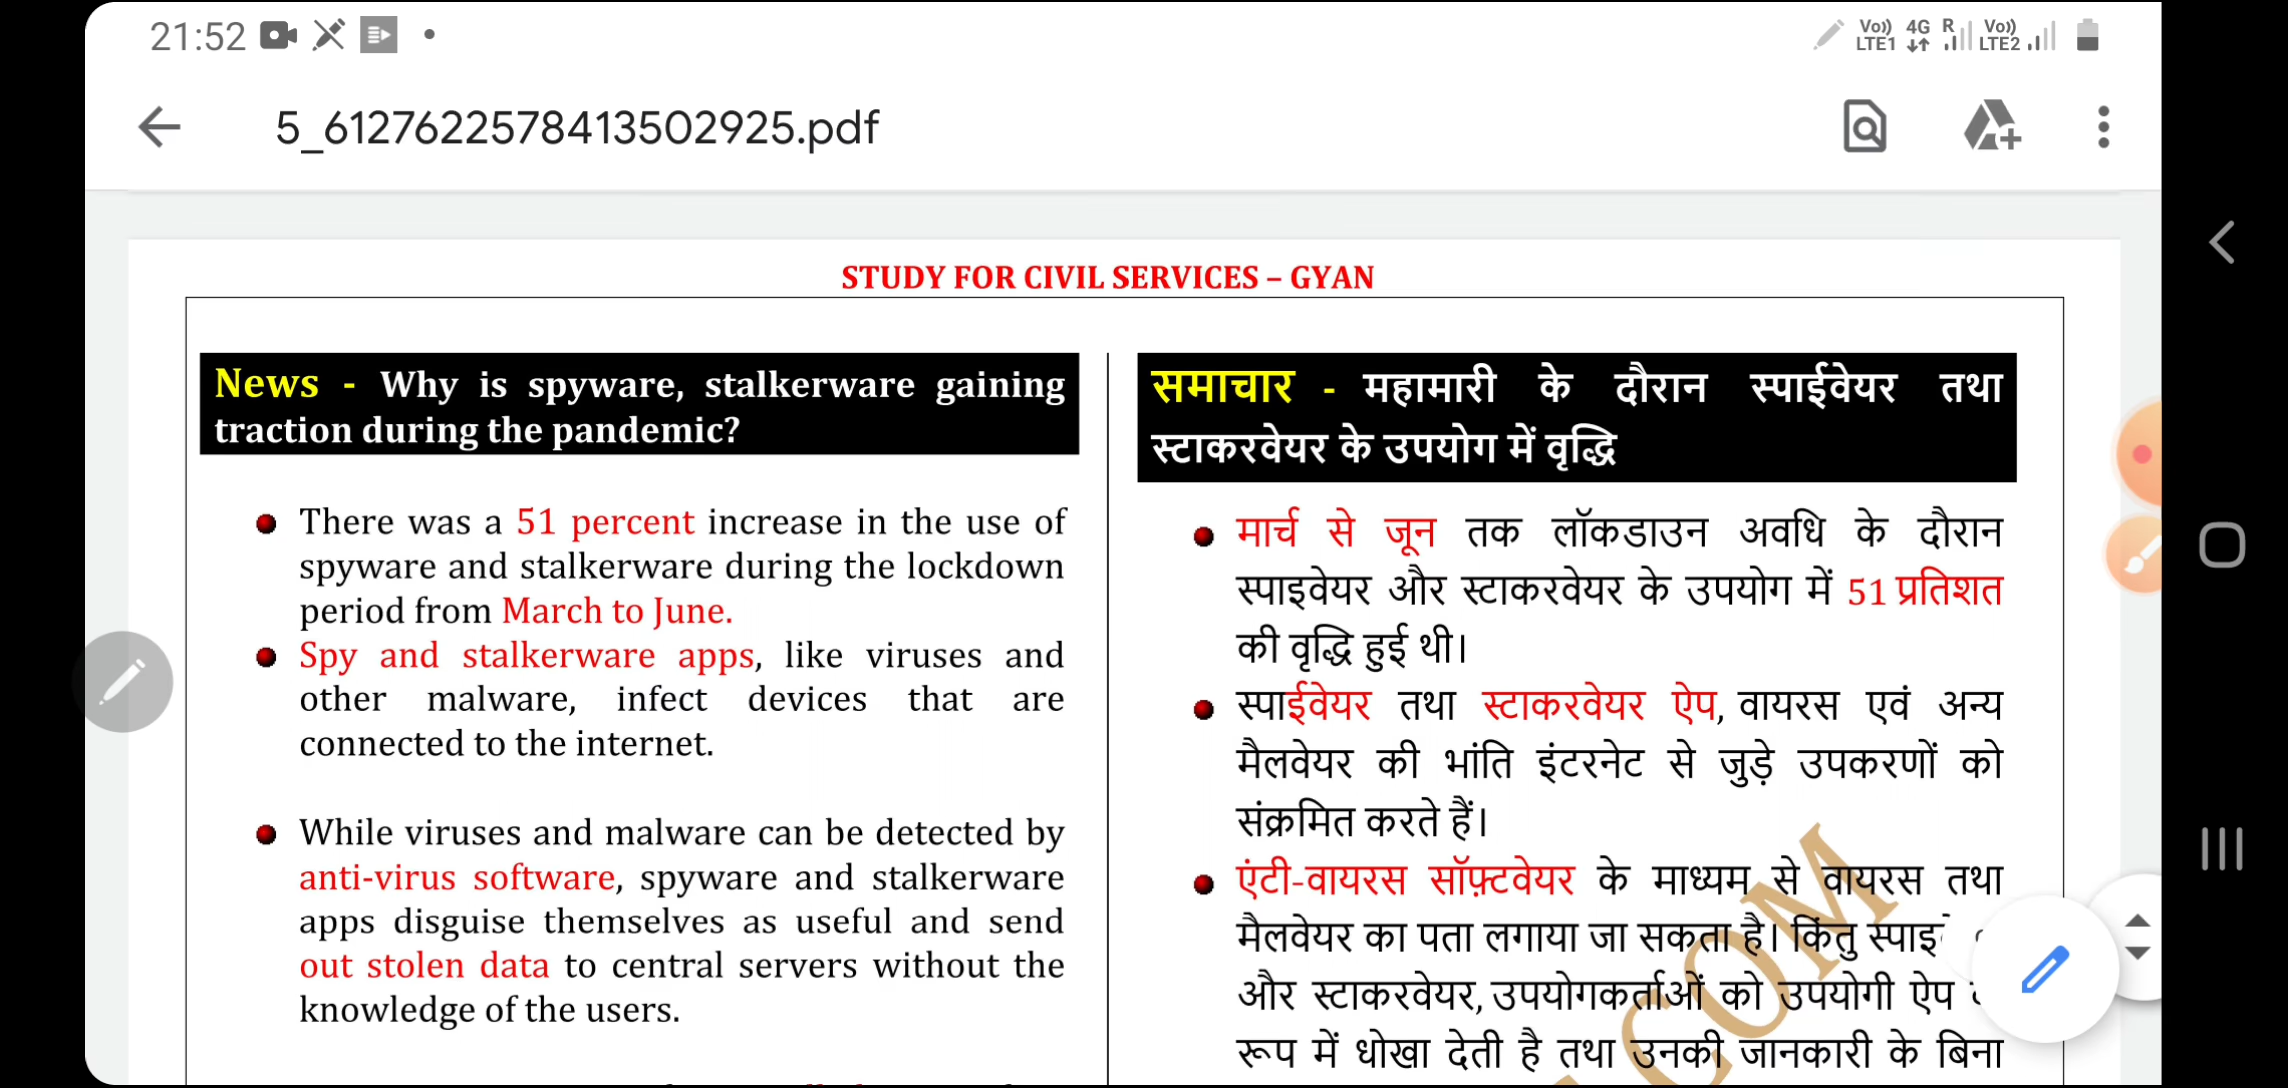 21:52
Vo)) LTE1 4G R Vo)) LTE2
5_6127622578413502925.pdf
STUDY FOR CIVIL SERVICES – GYAN
News - Why is spyware, stalkerware gaining
traction during the pandemic?
There was a 51 percent increase in the use of
spyware and stalkerware during the lockdown
period from March to June.
Spy and stalkerware apps, like viruses and
other malware, infect devices that are
connected to the internet.
While viruses and malware can be detected by
anti-virus software, spyware and stalkerware
apps disguise themselves as useful and send
out stolen data to central servers without the
knowledge of the users.
समाचार - महामारी के दौरान स्पाईवेयर तथा
स्टाकरवेयर के उपयोग में वृद्धि
मार्च से जून तक लॉकडाउन अवधि के दौरान
स्पाइवेयर और स्टाकरवेयर के उपयोग में 51 प्रतिशत
की वृद्धि हुई थी।
स्पाईवेयर तथा स्टाकरवेयर ऐप, वायरस एवं अन्य
मैलवेयर की भांति इंटरनेट से जुड़े उपकरणों को
संक्रमित करते हैं।
एंटी-वायरस सॉफ़्टवेयर के माध्यम से वायरस तथा
मैलवेयर का पता लगाया जा सकता है। किंतु
और स्टाकरवेयर, उपयोगकर्ताओं को उपयोगी ऐप
रूप में धोखा देती है तथा उनकी जानकारी के बिना
COM